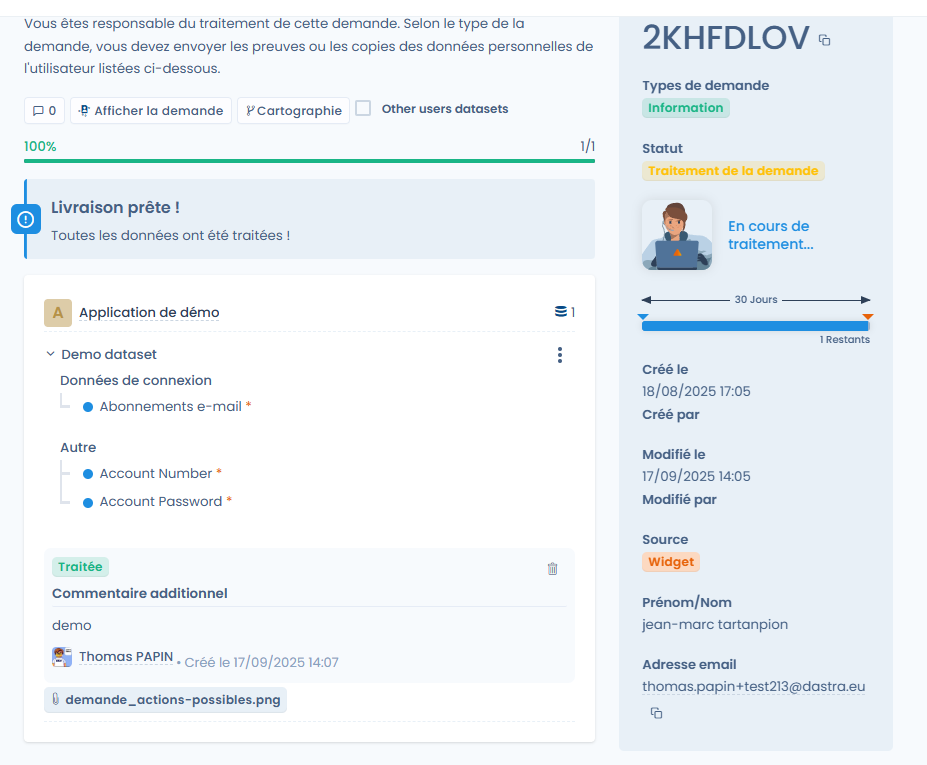 Vous êtes responsable du traitement de cette demande. Selon le type de la
demande, vous devez envoyer les preuves ou les copies des données personnelles de
l'utilisateur listées ci-dessous.
0 Afficher la demande Cartographie Other users datasets
100% 1/1
Livraison prête !
Toutes les données ont été traitées !
A Application de démo 1
Demo dataset
Données de connexion
Abonnements e-mail *
Autre
Account Number *
Account Password *
Traitée
Commentaire additionnel
demo
Thomas PAPIN • Créé le 17/09/2025 14:07
demande_actions-possibles.png
2KHFDLOV
Types de demande
Information
Statut
Traitement de la demande
En cours de
traitement...
30 Jours
1 Restants
Créé le
18/08/2025 17:05
Créé par
Modifié le
17/09/2025 14:05
Modifié par
Source
Widget
Prénom/Nom
jean-marc tartanpion
Adresse email
thomas.papin+test213@dastra.eu